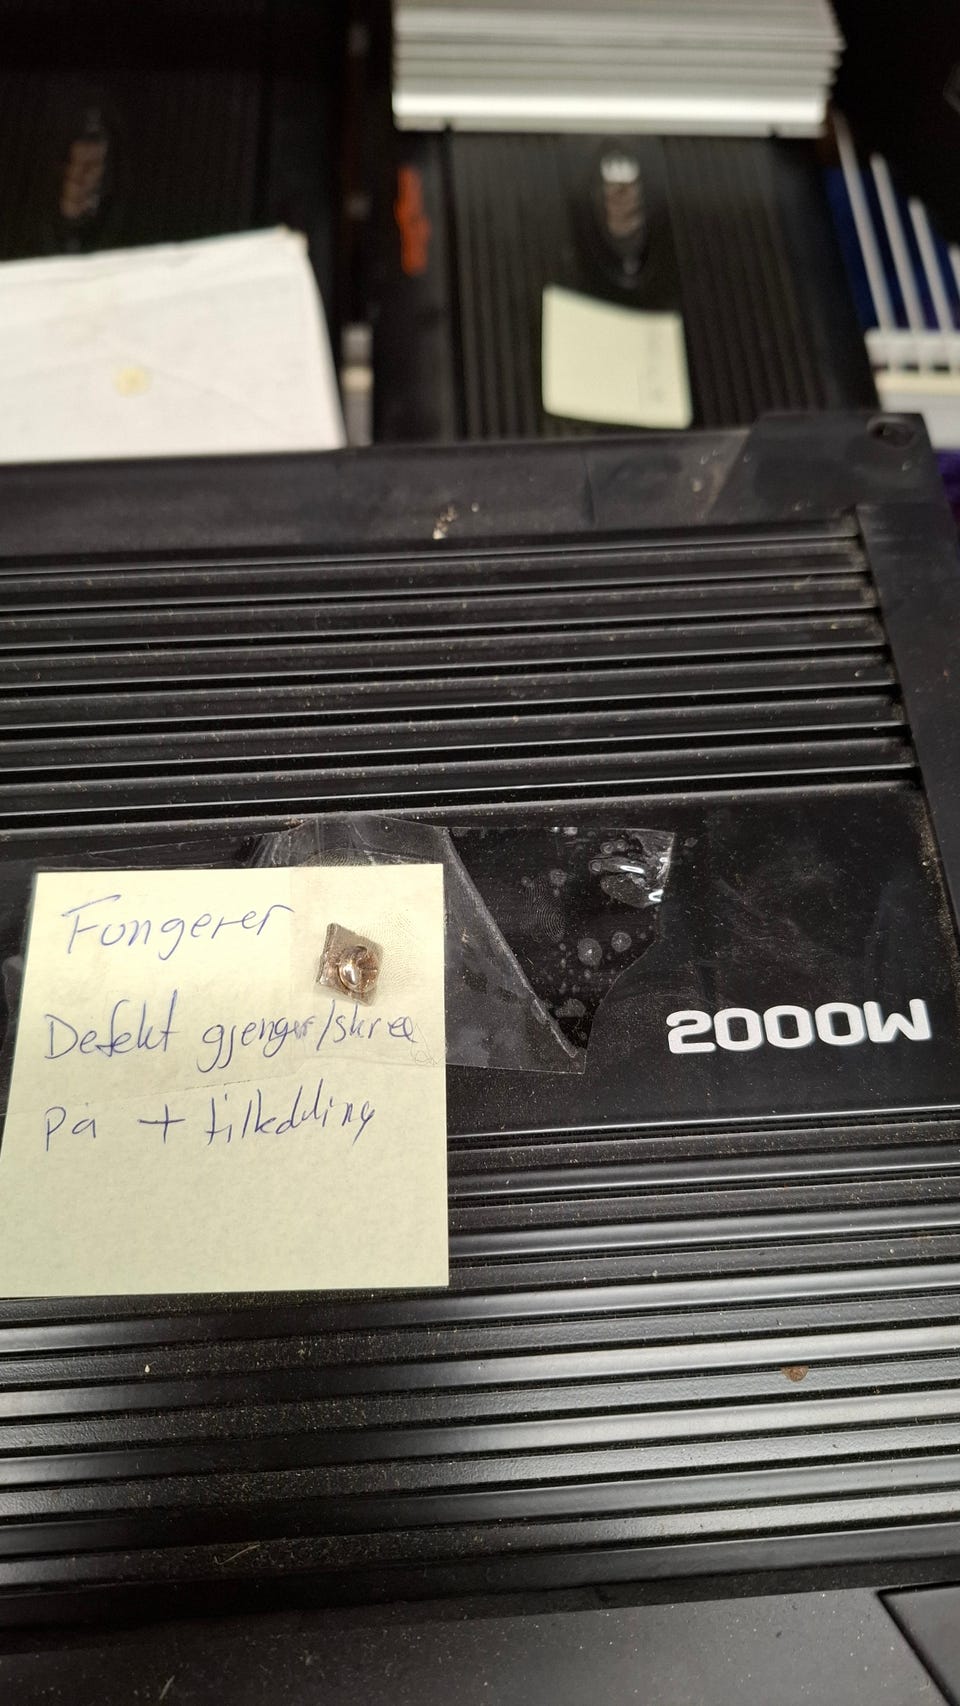 Fungerer
Defekt gjenger/skrue
på + tilkobling
2000W